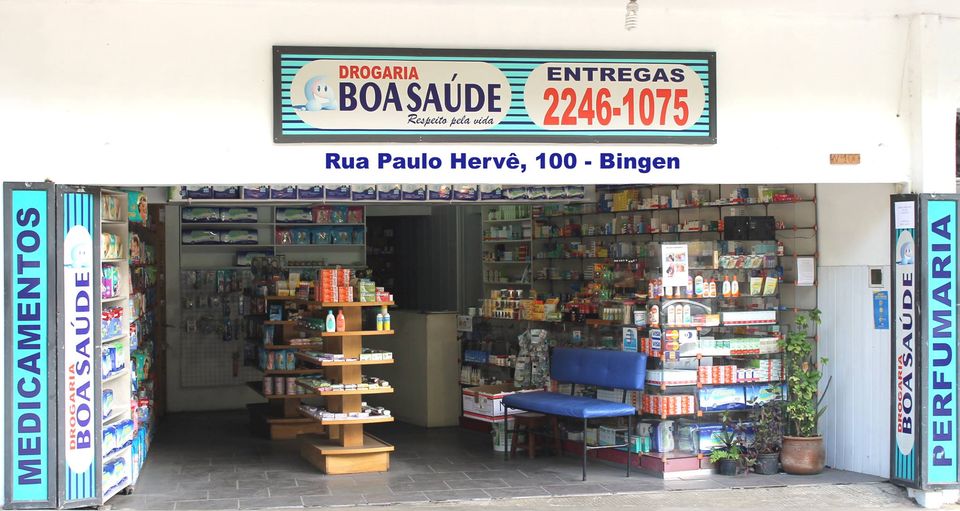 DROGARIA
BOA SAÚDE
Respeito pela vida
ENTREGAS
2246-1075
Rua Paulo Hervê, 100 - Bingen
Nº100
MEDICAMENTOS
DROGARIA
BOA SAÚDE
DROGARIA
BOA SAÚDE
PERFUMARIA